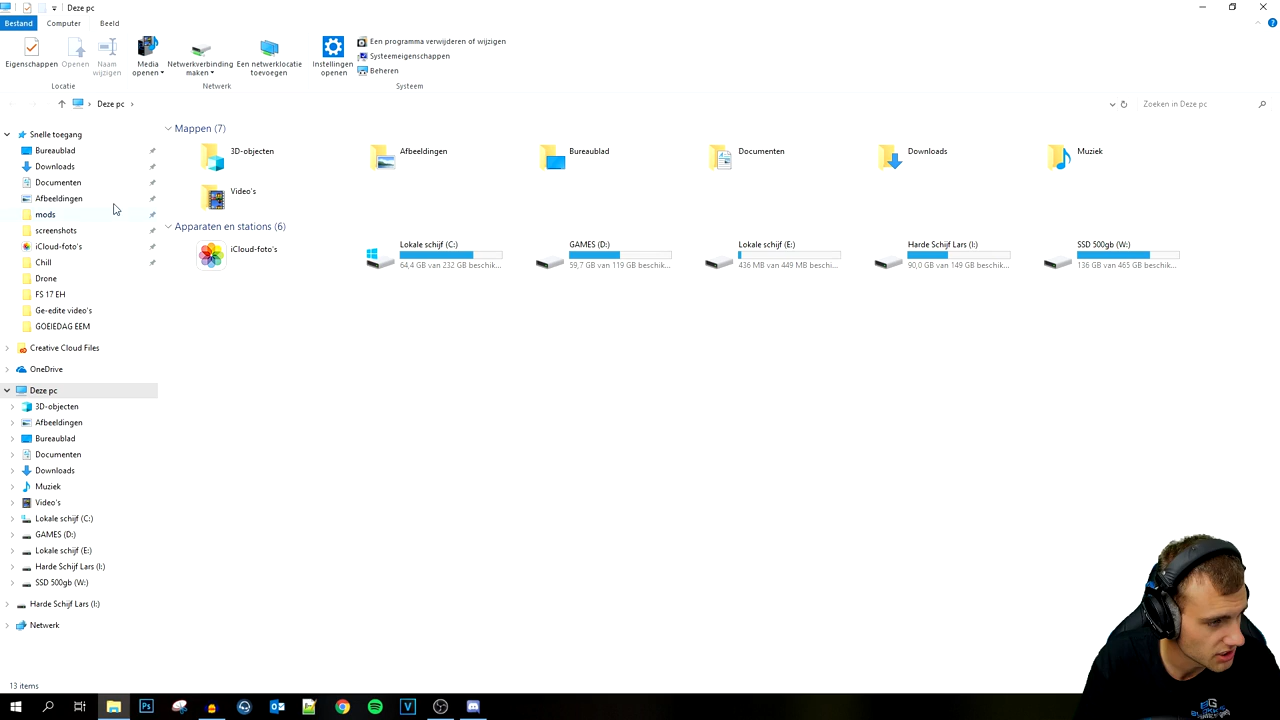 Deze pc
Bestand Computer Beeld
Eigenschappen
Openen
Naam wijzigen
Media openen
Netwerkverbinding maken
Een netwerklocatie toevoegen
Instellingen openen
Een programma verwijderen of wijzigen
Systeemeigenschappen
Beheren
Locatie Netwerk Systeem
Deze pc
Zoeken in Deze pc
Snelle toegang
Bureaublad
Downloads
Documenten
Afbeeldingen
mods
screenshots
iCloud-foto's
Chill
Drone
FS 17 EH
Ge-edite video's
GOEIEDAG EEM
Creative Cloud Files
OneDrive
Deze pc
3D-objecten
Afbeeldingen
Bureaublad
Documenten
Downloads
Muziek
Video's
Lokale schijf (C:)
GAMES (D:)
Lokale schijf (E:)
Harde Schijf Lars (I:)
SSD 500gb (W:)
Harde Schijf Lars (I:)
Netwerk
Mappen (7)
3D-objecten
Afbeeldingen
Bureaublad
Documenten
Downloads
Muziek
Video's
Apparaten en stations (6)
iCloud-foto's
Lokale schijf (C:)
64,4 GB van 232 GB beschik...
GAMES (D:)
59,7 GB van 119 GB beschik...
Lokale schijf (E:)
436 MB van 449 MB beschi...
Harde Schijf Lars (I:)
90,0 GB van 149 GB beschik...
SSD 500gb (W:)
136 GB van 465 GB beschik...
13 items